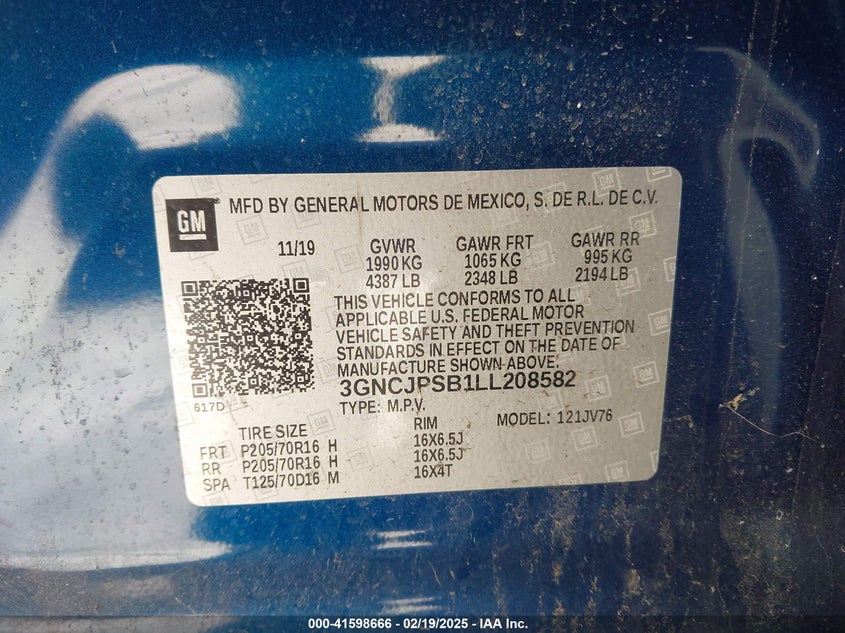 GM
MFD BY GENERAL MOTORS DE MEXICO, S. DE R.L. DE C.V.
11/19 GVWR GAWR FRT GAWR RR
1990 KG 1065 KG 995 KG
4387 LB 2348 LB 2194 LB
THIS VEHICLE CONFORMS TO ALL
APPLICABLE U.S. FEDERAL MOTOR
VEHICLE SAFETY AND THEFT PREVENTION
STANDARDS IN EFFECT ON THE DATE OF
MANUFACTURE SHOWN ABOVE.
3GNCJPSB1LL208582
617D
TYPE: M.P.V. MODEL: 121JV76
TIRE SIZE RIM
FRT P205/70R16 H 16X6.5J
RR P205/70R16 H 16X6.5J
SPA T125/70D16 M 16X4T
000-41598666 - 02/19/2025 - IAA Inc.